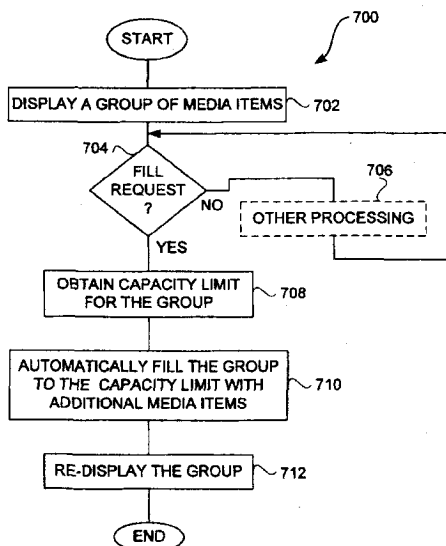 700
START
DISPLAY A GROUP OF MEDIA ITEMS
702
704
FILL
REQUEST
?
NO
YES
706
OTHER PROCESSING
OBTAIN CAPACITY LIMIT
FOR THE GROUP
708
AUTOMATICALLY FILL THE GROUP
TO THE CAPACITY LIMIT WITH
ADDITIONAL MEDIA ITEMS
710
RE-DISPLAY THE GROUP
712
END